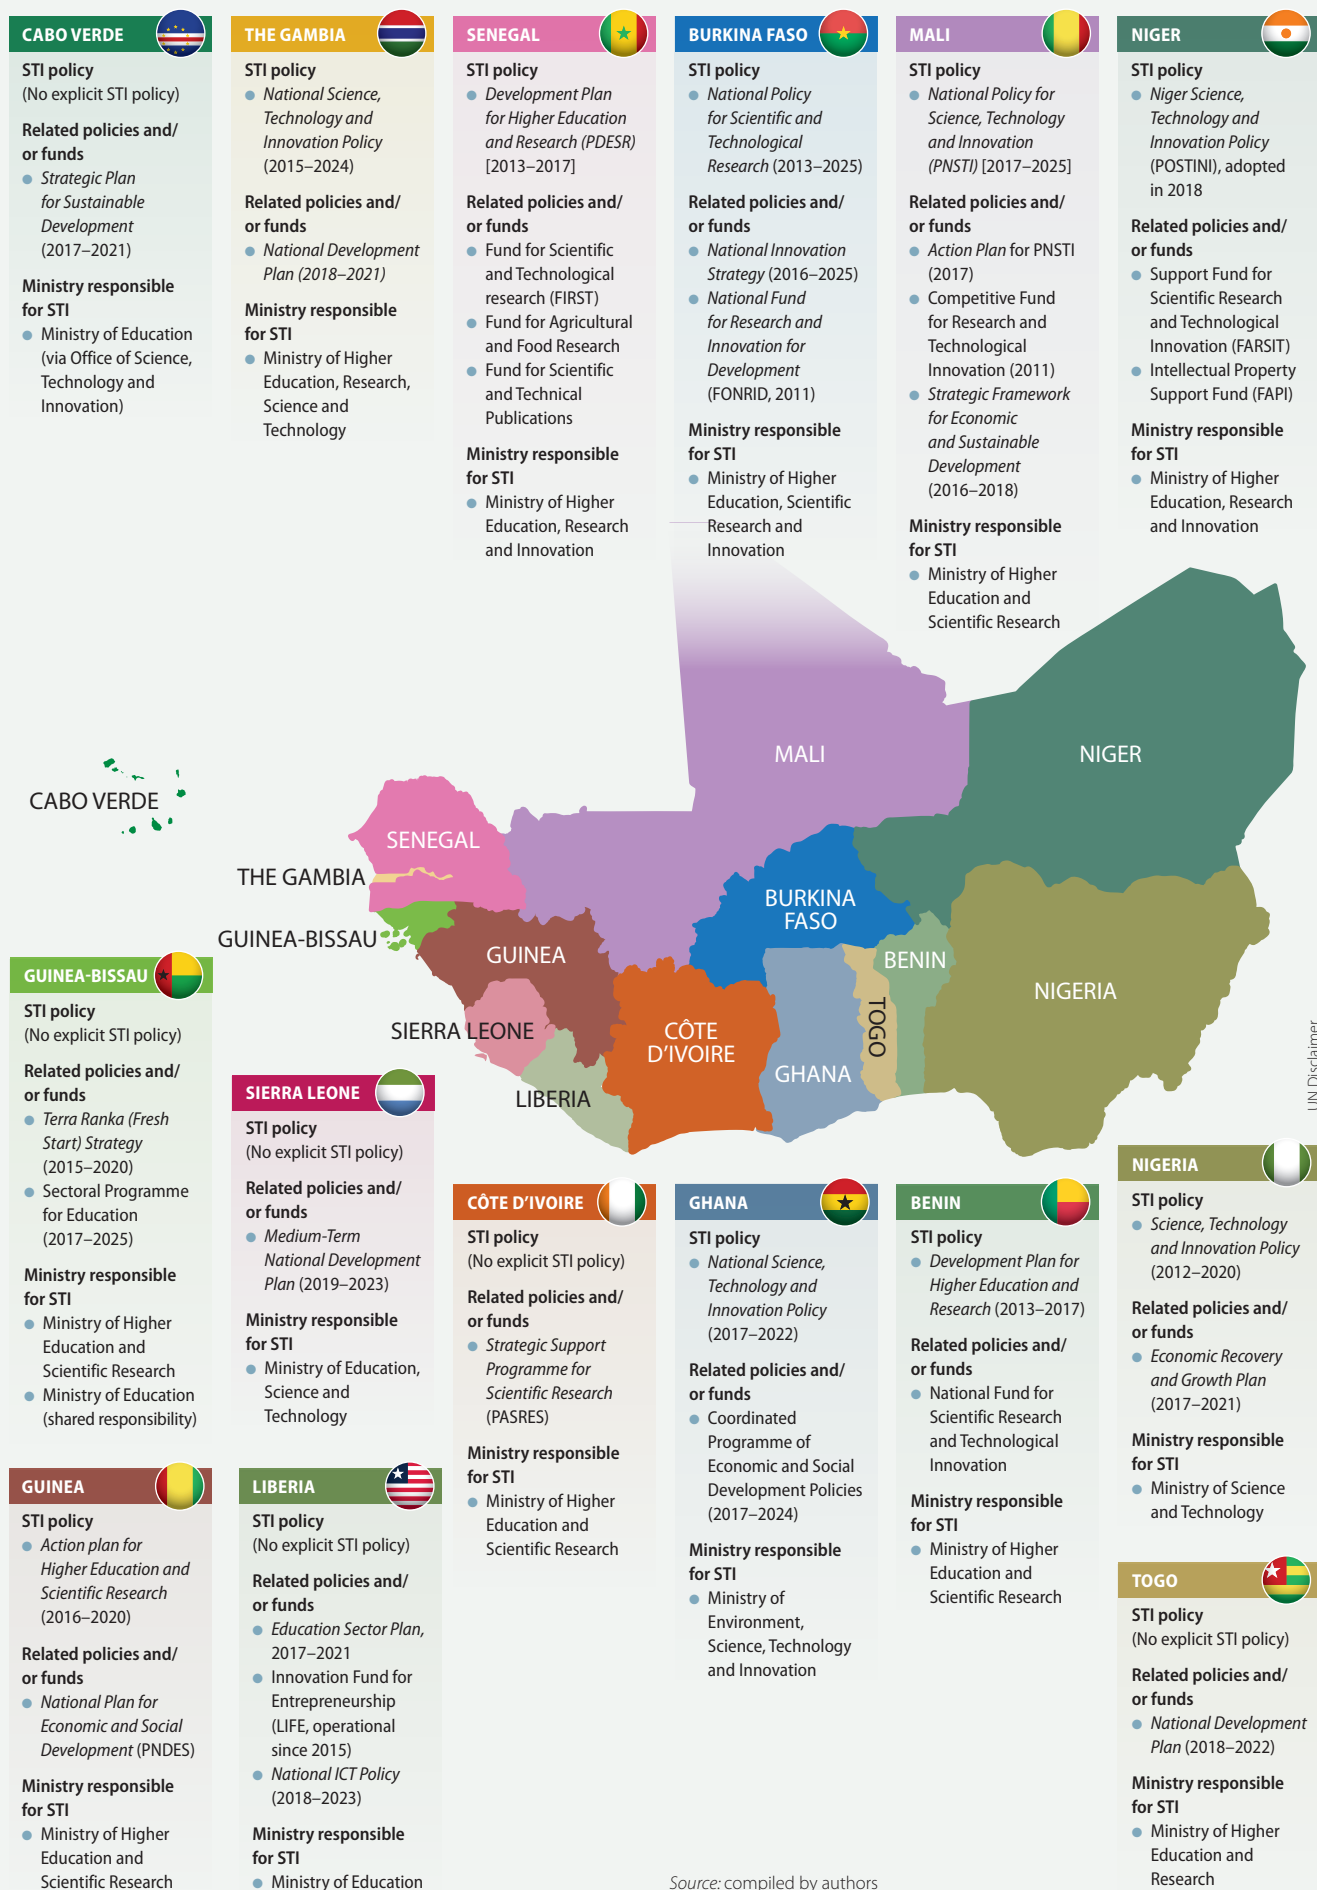 CABO VERDE
STI policy
(No explicit STI policy)
Related policies and/
or funds
Strategic Plan
for Sustainable
Development
(2017–2021)
Ministry responsible
for STI
Ministry of Education
(via Office of Science,
Technology and
Innovation)
THE GAMBIA
STI policy
National Science,
Technology and
Innovation Policy
(2015–2024)
Related policies and/
or funds
National Development
Plan (2018–2021)
Ministry responsible
for STI
Ministry of Higher
Education, Research,
Science and
Technology
SENEGAL
STI policy
Development Plan
for Higher Education
and Research (PDESR)
[2013–2017]
Related policies and/
or funds
Fund for Scientific
and Technological
research (FIRST)
Fund for Agricultural
and Food Research
Fund for Scientific
and Technical
Publications
Ministry responsible
for STI
Ministry of Higher
Education, Research
and Innovation
BURKINA FASO
STI policy
National Policy
for Scientific and
Technological
Research (2013–2025)
Related policies and/
or funds
National Innovation
Strategy (2016–2025)
National Fund
for Research and
Innovation for
Development
(FONRID, 2011)
Ministry responsible
for STI
Ministry of Higher
Education, Scientific
Research and
Innovation
MALI
STI policy
National Policy for
Science, Technology
and Innovation
(PNSTI) [2017–2025]
Related policies and/
or funds
Action Plan for PNSTI
(2017)
Competitive Fund
for Research and
Technological
Innovation (2011)
Strategic Framework
for Economic
and Sustainable
Development
(2016–2018)
Ministry responsible
for STI
Ministry of Higher
Education and
Scientific Research
NIGER
STI policy
Niger Science,
Technology and
Innovation Policy
(POSTINI), adopted
in 2018
Related policies and/
or funds
Support Fund for
Scientific Research
and Technological
Innovation (FARSIT)
Intellectual Property
Support Fund (FAPI)
Ministry responsible
for STI
Ministry of Higher
Education, Research
and Innovation
MALI
NIGER
CABO VERDE
SENEGAL
THE GAMBIA
BURKINA
FASO
GUINEA-BISSAU
GUINEA
BENIN
NIGERIA
SIERRA LEONE
CÔTE
D'IVOIRE
TOGO
GHANA
LIBERIA
UN Disclaimer
GUINEA-BISSAU
STI policy
(No explicit STI policy)
Related policies and/
or funds
Terra Ranka (Fresh
Start) Strategy
(2015–2020)
Sectoral Programme
for Education
(2017–2025)
Ministry responsible
for STI
Ministry of Higher
Education and
Scientific Research
Ministry of Education
(shared responsibility)
SIERRA LEONE
STI policy
(No explicit STI policy)
Related policies and/
or funds
Medium-Term
National Development
Plan (2019–2023)
Ministry responsible
for STI
Ministry of Education,
Science and
Technology
CÔTE D'IVOIRE
STI policy
(No explicit STI policy)
Related policies and/
or funds
Strategic Support
Programme for
Scientific Research
(PASRES)
Ministry responsible
for STI
Ministry of Higher
Education and
Scientific Research
GHANA
STI policy
National Science,
Technology and
Innovation Policy
(2017–2022)
Related policies and/
or funds
Coordinated
Programme of
Economic and Social
Development Policies
(2017–2024)
Ministry responsible
for STI
Ministry of
Environment,
Science, Technology
and Innovation
BENIN
STI policy
Development Plan for
Higher Education and
Research (2013–2017)
Related policies and/
or funds
National Fund for
Scientific Research
and Technological
Innovation
Ministry responsible
for STI
Ministry of Higher
Education and
Scientific Research
NIGERIA
STI policy
Science, Technology
and Innovation Policy
(2012–2020)
Related policies and/
or funds
Economic Recovery
and Growth Plan
(2017–2021)
Ministry responsible
for STI
Ministry of Science
and Technology
GUINEA
STI policy
Action plan for
Higher Education and
Scientific Research
(2016–2020)
Related policies and/
or funds
National Plan for
Economic and Social
Development (PNDES)
Ministry responsible
for STI
Ministry of Higher
Education and
Scientific Research
LIBERIA
STI policy
(No explicit STI policy)
Related policies and/
or funds
Education Sector Plan,
2017–2021
Innovation Fund for
Entrepreneurship
(LIFE, operational
since 2015)
National ICT Policy
(2018–2023)
Ministry responsible
for STI
Ministry of Education
TOGO
STI policy
(No explicit STI policy)
Related policies and/
or funds
National Development
Plan (2018–2022)
Ministry responsible
for STI
Ministry of Higher
Education and
Research
Source: compiled by authors